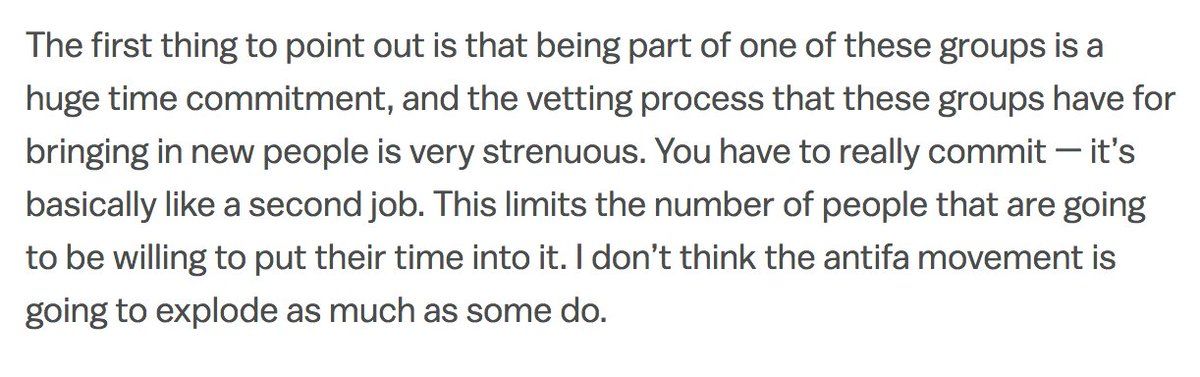 The first thing to point out is that being part of one of these groups is a
huge time commitment, and the vetting process that these groups have for
bringing in new people is very strenuous. You have to really commit — it’s
basically like a second job. This limits the number of people that are going
to be willing to put their time into it. I don’t think the antifa movement is
going to explode as much as some do.